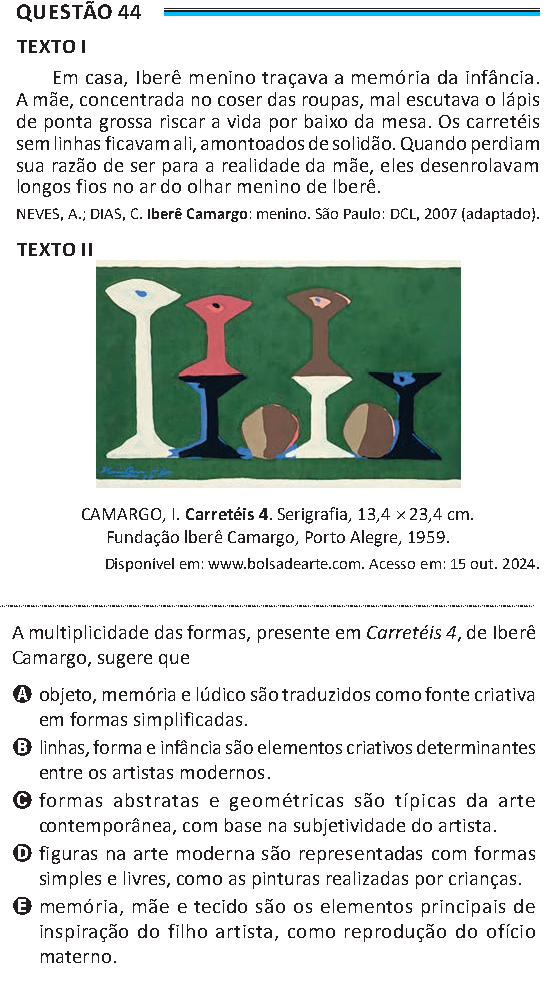 QUESTÃO 44
TEXTO I
Em casa, Iberê menino traçava a memória da infância.
A mãe, concentrada no coser das roupas, mal escutava o lápis
de ponta grossa riscar a vida por baixo da mesa. Os carretéis
sem linhas ficavam ali, amontoados de solidão. Quando perdiam
sua razão de ser para a realidade da mãe, eles desenrolavam
longos fios no ar do olhar menino de Iberê.
NEVES, A.; DIAS, C. Iberê Camargo: menino. São Paulo: DCL, 2007 (adaptado).
TEXTO II
CAMARGO, I. Carretéis 4. Serigrafia, 13,4 × 23,4 cm.
Fundação Iberê Camargo, Porto Alegre, 1959.
Disponível em: www.bolsadearte.com. Acesso em: 15 out. 2024.
A multiplicidade das formas, presente em Carretéis 4, de Iberê
Camargo, sugere que
A objeto, memória e lúdico são traduzidos como fonte criativa
em formas simplificadas.
B linhas, forma e infância são elementos criativos determinantes
entre os artistas modernos.
C formas abstratas e geométricas são típicas da arte
contemporânea, com base na subjetividade do artista.
D figuras na arte moderna são representadas com formas
simples e livres, como as pinturas realizadas por crianças.
E memória, mãe e tecido são os elementos principais de
inspiração do filho artista, como reprodução do ofício
materno.